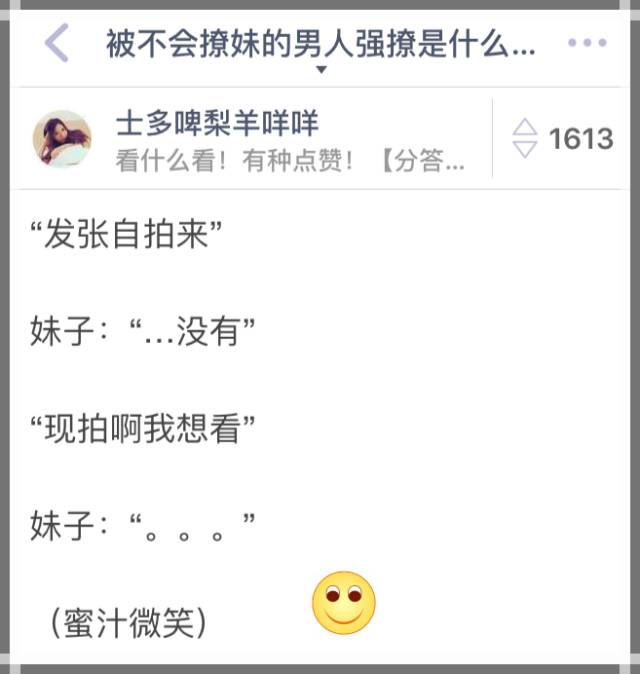 被不会撩妹的男人强撩是什么...
士多啤梨羊咩咩
看什么看！有种点赞！【分答...
1613
“发张自拍来”
妹子：“...没有”
“现拍啊我想看”
妹子：“。。。”
（蜜汁微笑）